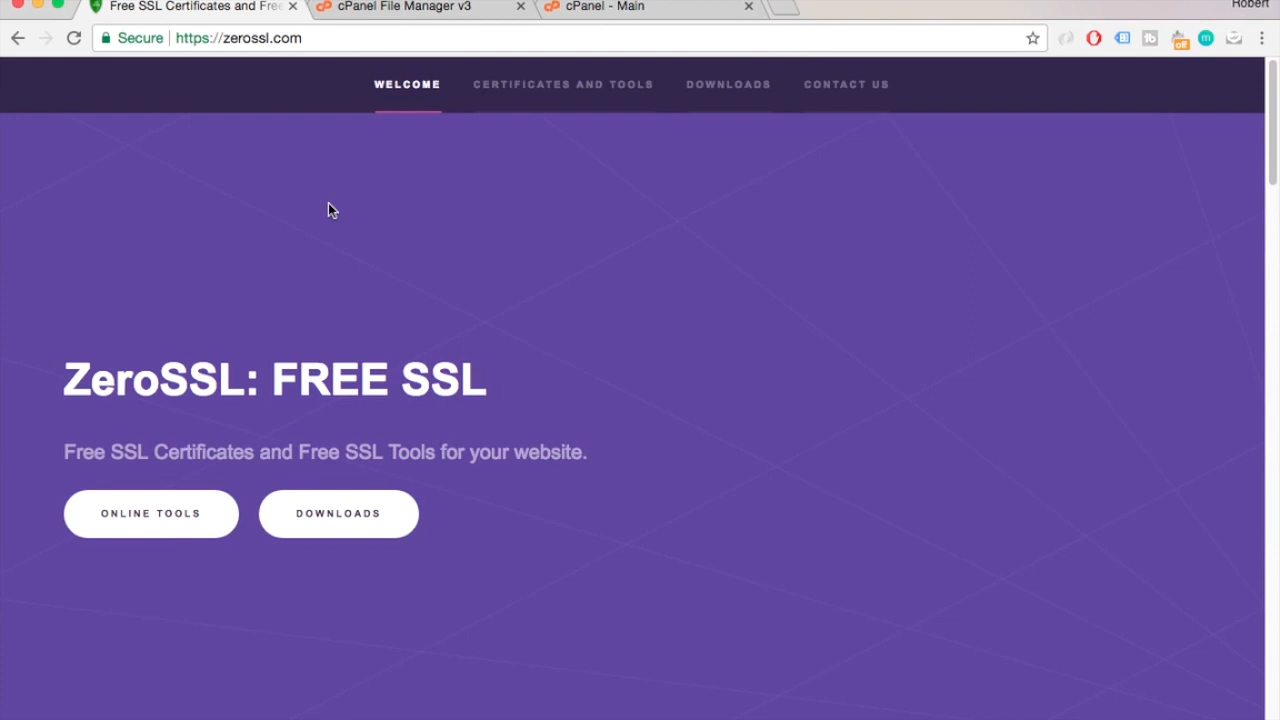 Free SSL Certificates and Free
cPanel File Manager v3
cPanel - Main
Robert
Secure
https://zerossl.com
off
WELCOME
CERTIFICATES AND TOOLS
DOWNLOADS
CONTACT US
ZeroSSL: FREE SSL
Free SSL Certificates and Free SSL Tools for your website.
ONLINE TOOLS
DOWNLOADS